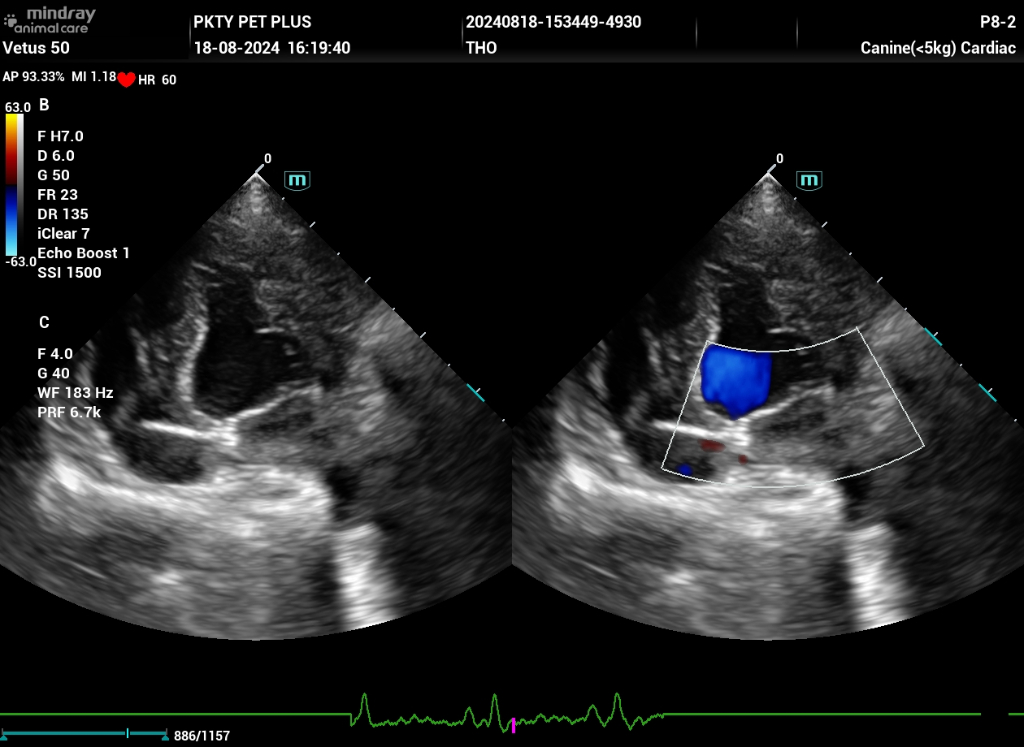 mindray
animalcare
Vetus 50
PKTY PET PLUS
18-08-2024 16:19:40
20240818-153449-4930
THO
P8-2
Canine(<5kg) Cardiac
AP 93.33% MI 1.18
HR 60
63.0
B
F H7.0
D 6.0
G 50
FR 23
DR 135
iClear 7
Echo Boost 1
-63.0
SSI 1500
C
F 4.0
G 40
WF 183 Hz
PRF 6.7k
0
m
0
m
886/1157